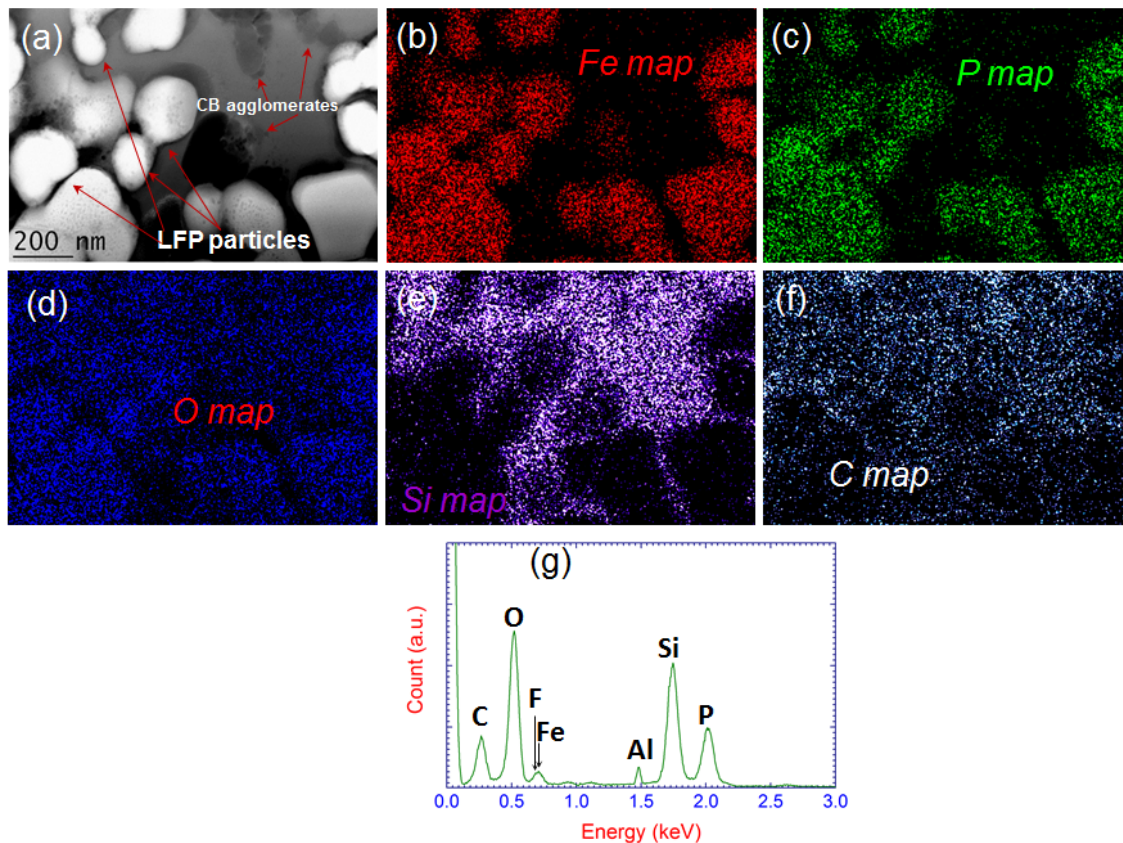 (a)
CB agglomerates
LFP particles
200 nm
(b)
Fe map
(c)
P map
(d)
O map
(e)
Si map
(f)
C map
(g)
Count (a.u.)
C
O
F
Fe
Al
Si
P
0.0 0.5 1.0 1.5 2.0 2.5 3.0
Energy (keV)